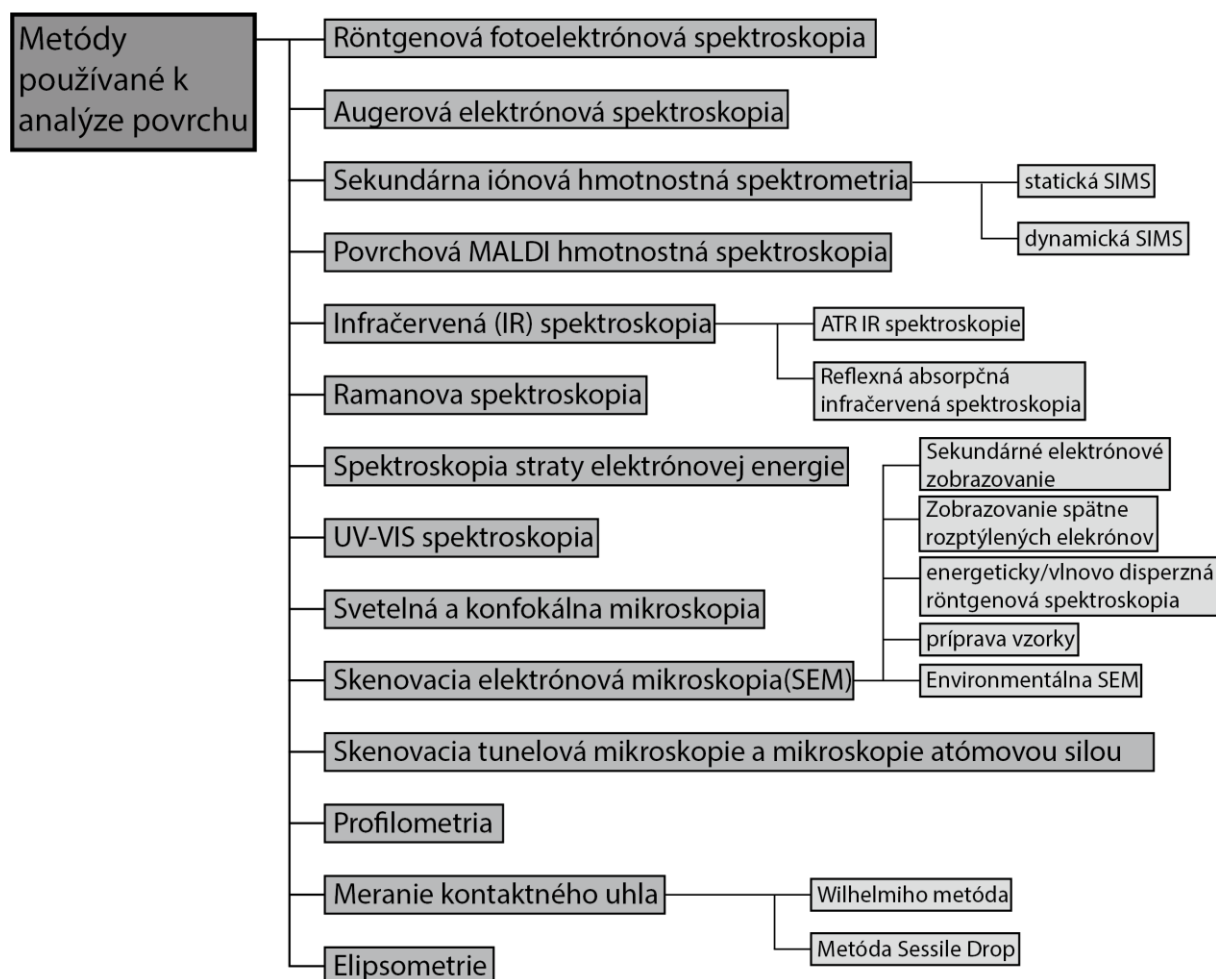 Metódy
používané k
analýze povrchu
Röntgenová fotoelektrónová spektroskopia
Augerová elektrónová spektroskopia
Sekundárna iónová hmotnostná spektrometria
statická SIMS
dynamická SIMS
Povrchová MALDI hmotnostná spektroskopia
Infračervená (IR) spektroskopia
ATR IR spektroskopie
Reflexná absorpčná
infračervená spektroskopia
Ramanova spektroskopia
Spektroskopia straty elektrónovej energie
UV-VIS spektroskopia
Svetelná a konfokálna mikroskopia
Skenovacia elektrónová mikroskopia(SEM)
Sekundárné elektrónové
zobrazovanie
Zobrazovanie spätne
rozptýlených elekrónov
energeticky/vlnovo disperzná
röntgenová spektroskopia
príprava vzorky
Environmentálna SEM
Skenovacia tunelová mikroskopie a mikroskopie atómovou silou
Profilometria
Meranie kontaktného uhla
Wilhelmiho metóda
Metóda Sessile Drop
Elipsometrie